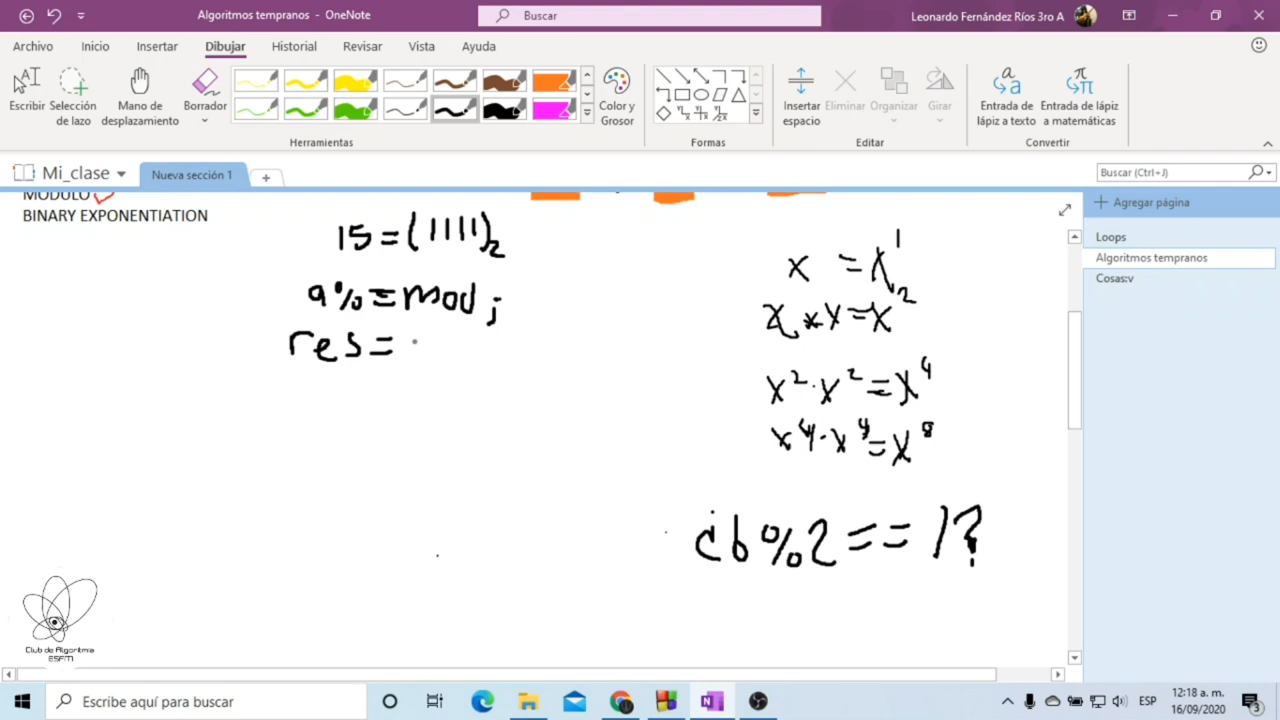 Algoritmos tempranos - OneNote
Buscar
Leonardo Fernández Ríos 3ro A
Archivo Inicio Insertar Dibujar Historial Revisar Vista Ayuda
Escribir
Selección de lazo
Mano de desplazamiento
Borrador
Color y Grosor
Insertar espacio
Eliminar
Organizar
Girar
Entrada de lápiz a texto
Entrada de lápiz a matemáticas
Herramientas
Formas
Editar
Convertir
Mi_clase
Nueva sección 1
Buscar (Ctrl+J)
MODULO
BINARY EXPONENTIATION
15=(1111)₂
a%=mod;
res=
x =x¹
x*x=x²
x²·x²=x⁴
x⁴·x⁴=x⁸
¿b%2==1?
Agregar página
Loops
Algoritmos tempranos
Cosas:v
Club de Algoritmia
ESFM
Escribe aquí para buscar
ESP
12:18 a. m.
16/09/2020
3